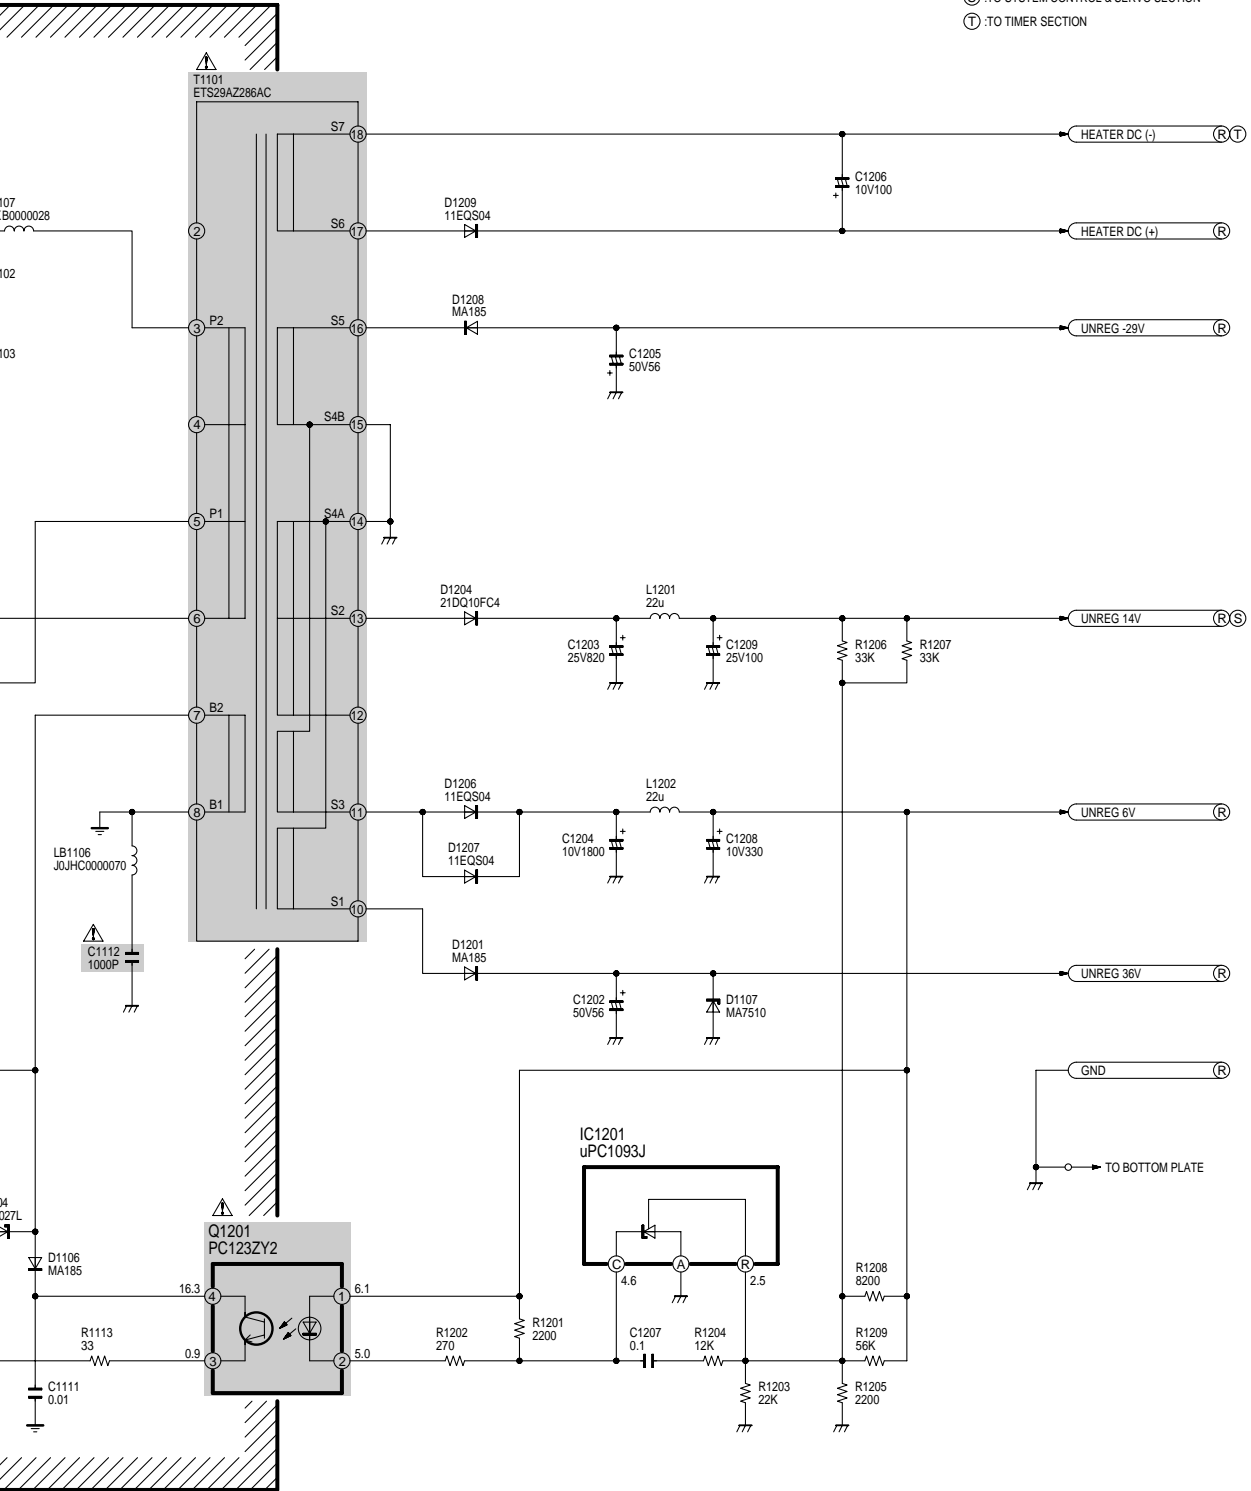 :TO TIMER SECTION
T
T1101
ETS29AZ286AC
S7
18
HEATER DC (-)
R T
C1206
10V100
+
107
B0000028
D1209
11EQS04
2
S6
17
HEATER DC (+)
R
102
D1208
MA185
3
P2
S5
16
UNREG -29V
R
103
C1205
50V56
+
4
S4B
15
5
P1
S4A
14
D1204
21DQ10FC4
L1201
22u
6
S2
13
UNREG 14V
R S
C1203
25V820
+
C1209
25V100
+
R1206
33K
R1207
33K
7
B2
12
D1206
11EQS04
L1202
22u
8
B1
S3
11
UNREG 6V
R
LB1106
J0JHC0000070
D1207
11EQS04
C1204
10V1800
+
C1208
10V330
+
S1
10
C1112
1000P
D1201
MA185
UNREG 36V
R
C1202
50V56
+
D1107
MA7510
GND
R
IC1201
uPC1093J
TO BOTTOM PLATE
04
027L
Q1201
PC123ZY2
D1106
MA185
C
A
R
4.6
2.5
R1208
8200
16.3
4
1
6.1
R1201
2200
R1113
33
0.9
3
2
5.0
R1202
270
C1207
0.1
R1204
12K
R1209
56K
C1111
0.01
R1203
22K
R1205
2200